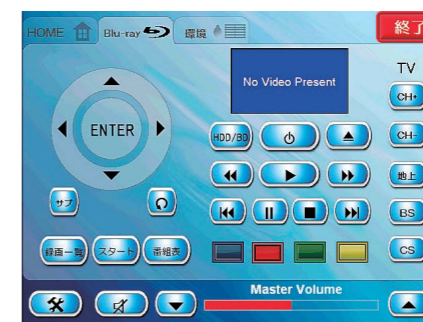 HOME Blu-ray 環境 終了
No Video Present
TV
CH+
ENTER
HDD/BD
CH-
地上
サブ
BS
録画一覧 スタート 番組表
CS
Master Volume